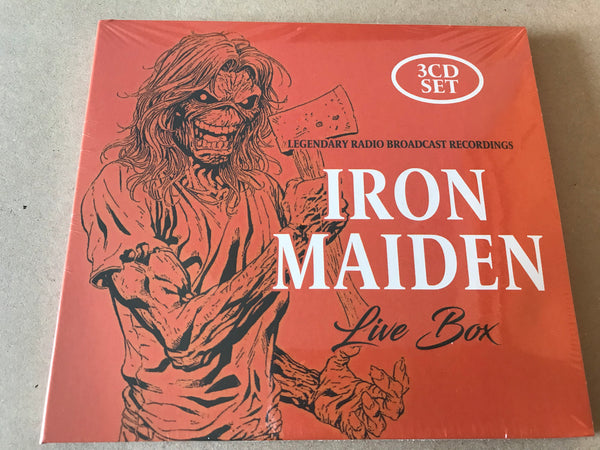 3CD
SET
LEGENDARY RADIO BROADCAST RECORDINGS
IRON
MAIDEN
Live Box